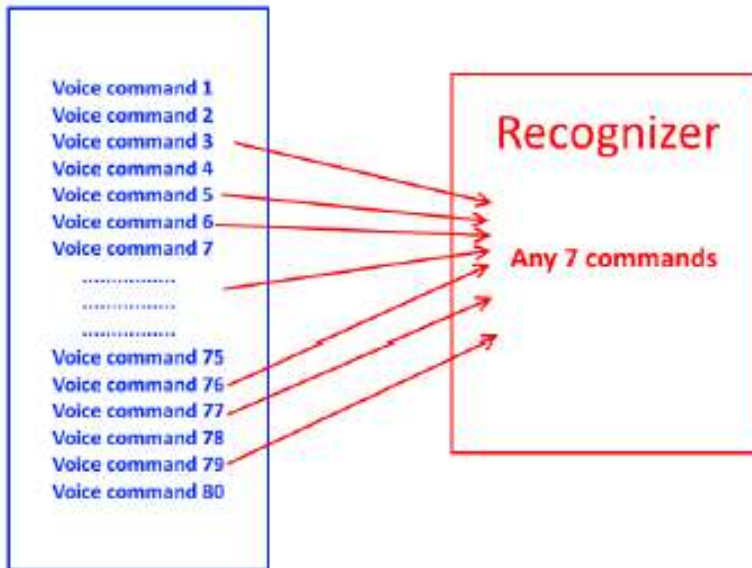 Voice command 1
Voice command 2
Voice command 3
Voice command 4
Voice command 5
Voice command 6
Voice command 7
................
................
................
Voice command 75
Voice command 76
Voice command 77
Voice command 78
Voice command 79
Voice command 80
Recognizer
Any 7 commands